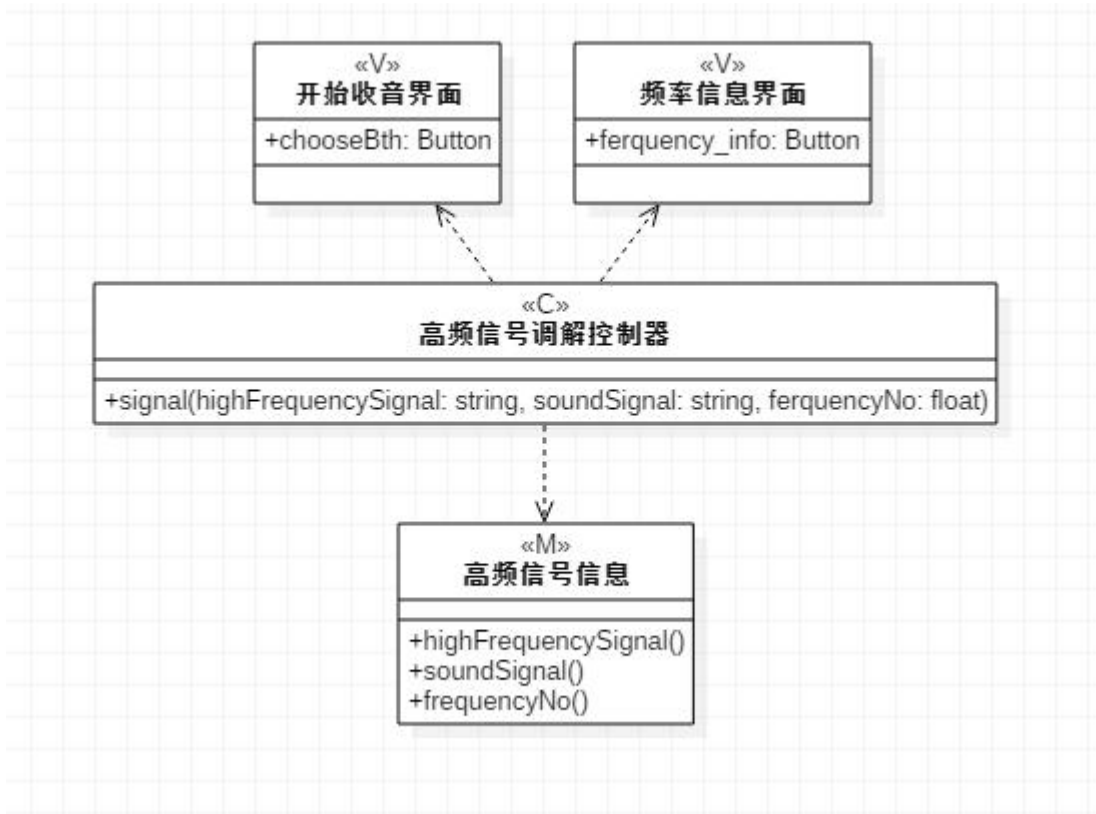 «V»
开始收音界面
+chooseBth: Button
«V»
频率信息界面
+ferquency_info: Button
«C»
高频信号调解控制器
+signal(highFrequencySignal: string, soundSignal: string, ferquencyNo: float)
«M»
高频信号信息
+highFrequencySignal()
+soundSignal()
+frequencyNo()